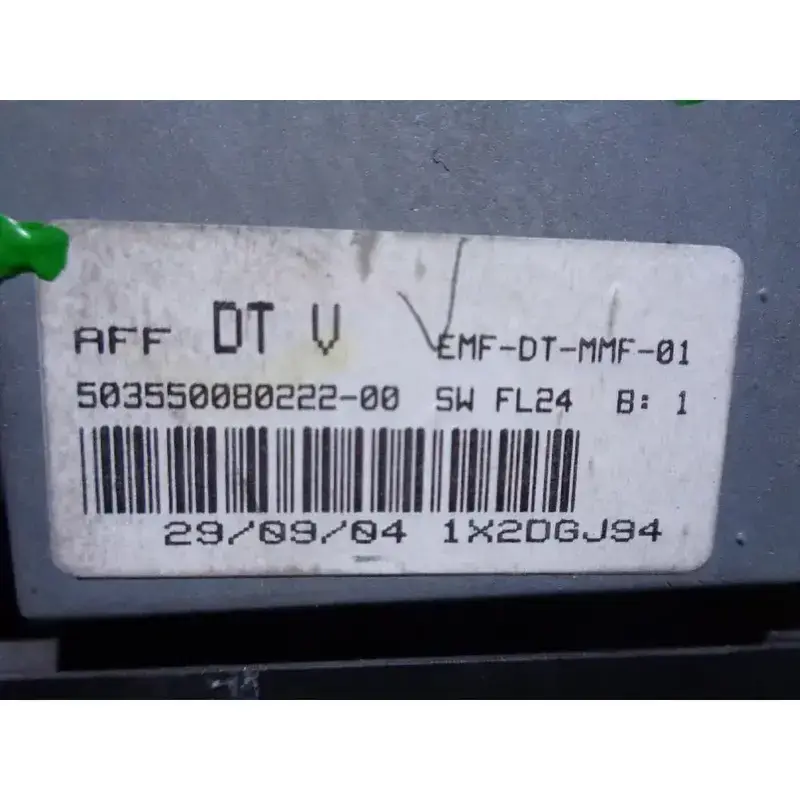 AFF DT V EMF-DT-MMF-01
503550080222-00 SW FL24 B: 1
29/09/04 1X2DGJ94